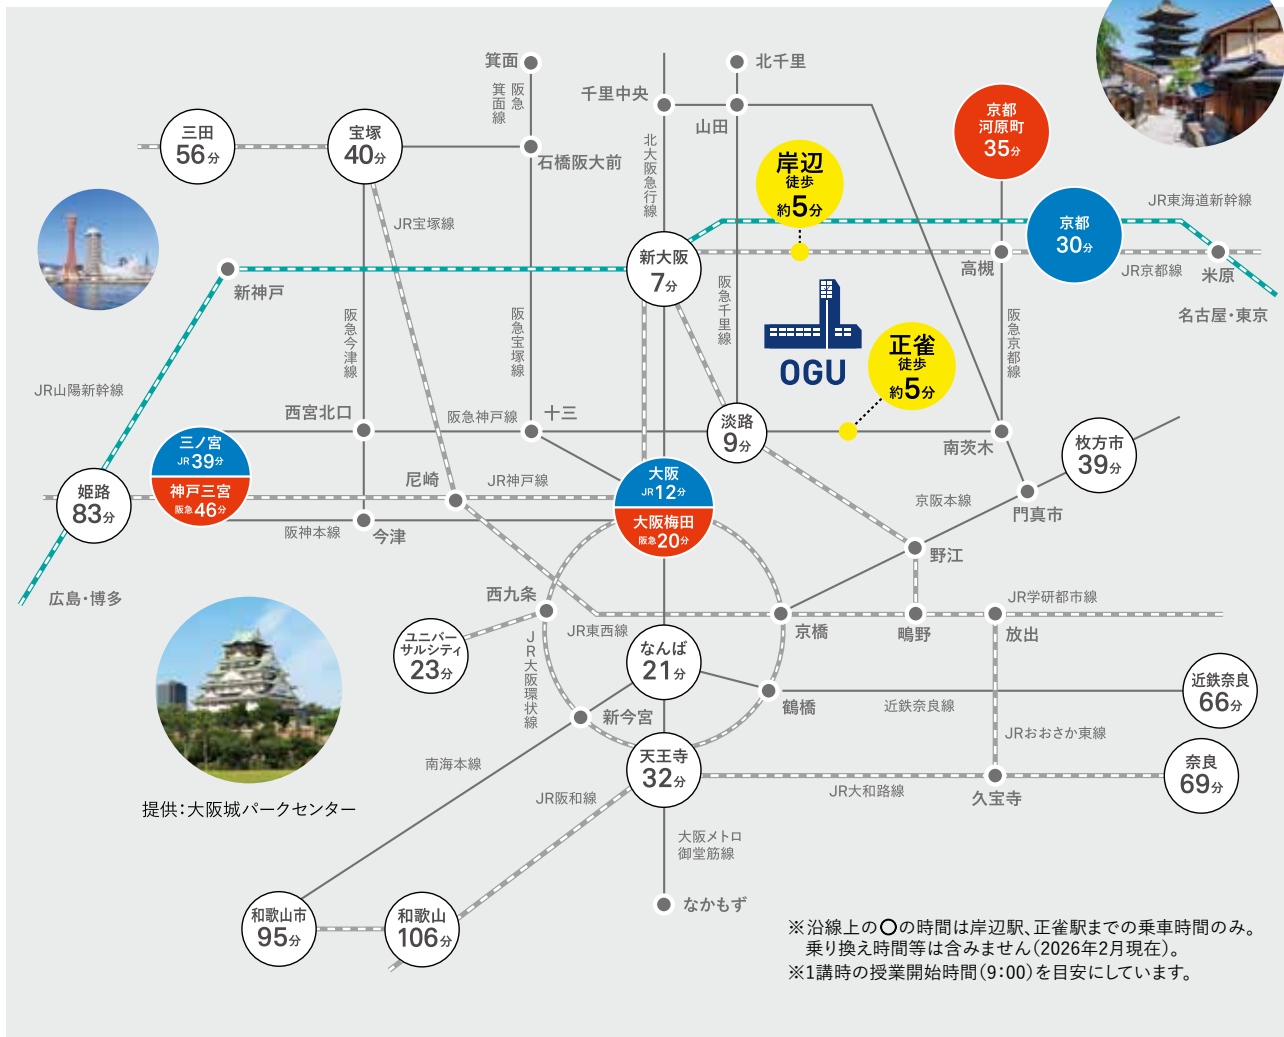 箕面
阪急
箕面線
北千里
千里中央
山田
京都
河原町
35分
三田
56分
宝塚
40分
石橋阪大前
北大阪急行線
岸辺
徒歩
約5分
JR東海道新幹線
京都
30分
JR宝塚線
新大阪
7分
高槻
JR京都線
米原
新神戸
阪急千里線
名古屋・東京
阪急今津線
阪急宝塚線
阪急京都線
OGU
正雀
徒歩
約5分
JR山陽新幹線
西宮北口
阪急神戸線
十三
淡路
9分
南茨木
枚方市
39分
三ノ宮
JR39分
神戸三宮
阪急46分
尼崎
JR神戸線
大阪
JR12分
大阪梅田
阪急20分
京阪本線
門真市
姫路
83分
阪神本線
今津
野江
広島・博多
西九条
JR学研都市線
JR東西線
京橋
鴫野
放出
ユニバー
サルシティ
23分
JR大阪環状線
なんば
21分
近鉄奈良
66分
新今宮
鶴橋
近鉄奈良線
JRおおさか東線
南海本線
天王寺
32分
奈良
69分
JR阪和線
JR大和路線
久宝寺
提供：大阪城パークセンター
大阪メトロ
御堂筋線
なかもず
和歌山市
95分
和歌山
106分
※沿線上の○の時間は岸辺駅、正雀駅までの乗車時間のみ。
乗り換え時間等は含みません（2026年2月現在）。
※1講時の授業開始時間（9：00）を目安にしています。